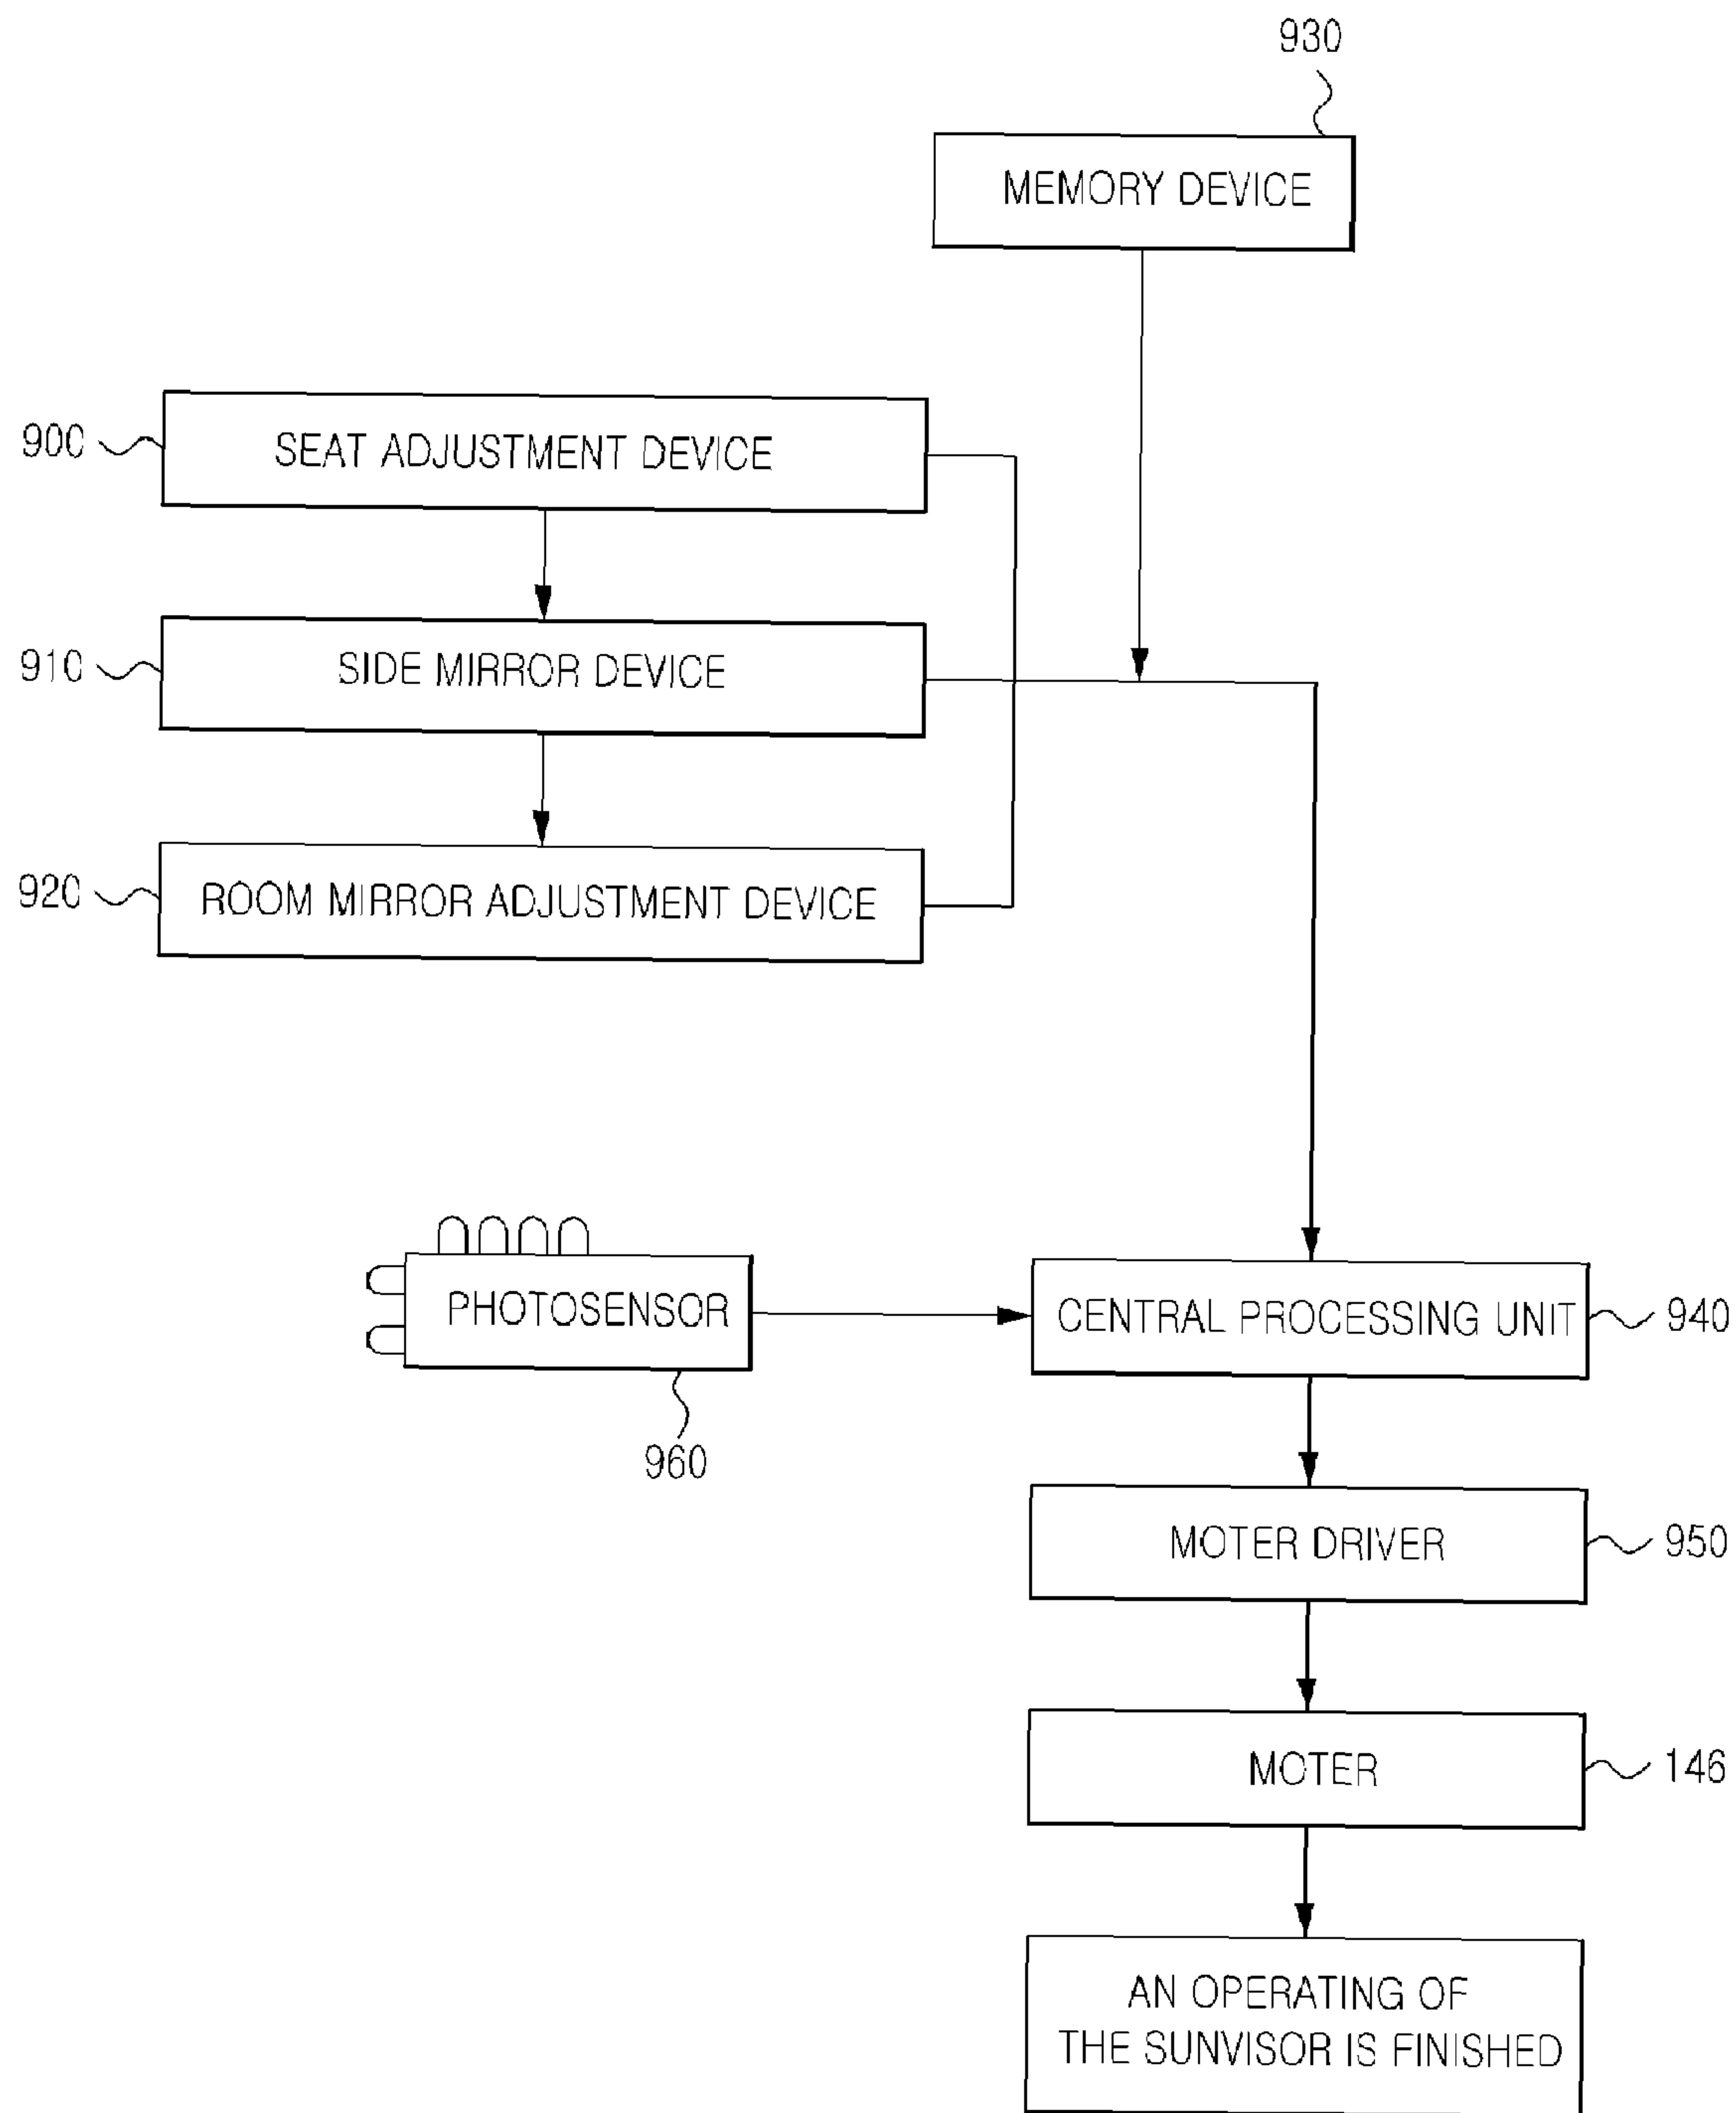 930
MEMORY DEVICE
900
SEAT ADJUSTMENT DEVICE
910
SIDE MIRROR DEVICE
920
ROOM MIRROR ADJUSTMENT DEVICE
PHOTOSENSOR
960
CENTRAL PROCESSING UNIT
940
MOTER DRIVER
950
MOTER
146
AN OPERATING OF
THE SUNVISOR IS FINISHED